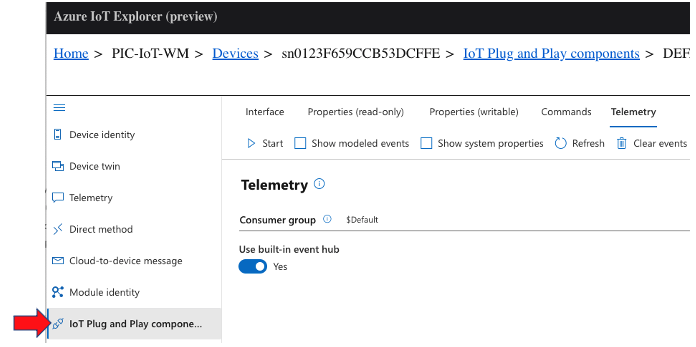 Azure IoT Explorer (preview)
Home > PIC-IoT-WM > Devices > sn0123F659CCB53DCFFE > IoT Plug and Play components > DEF
Interface Properties (read-only) Properties (writable) Commands Telemetry
Device identity
Start Show modeled events Show system properties Refresh Clear events
Device twin
Telemetry
Telemetry
Consumer group $Default
Direct method
Use built-in event hub
Cloud-to-device message
Yes
Module identity
IoT Plug and Play compone...